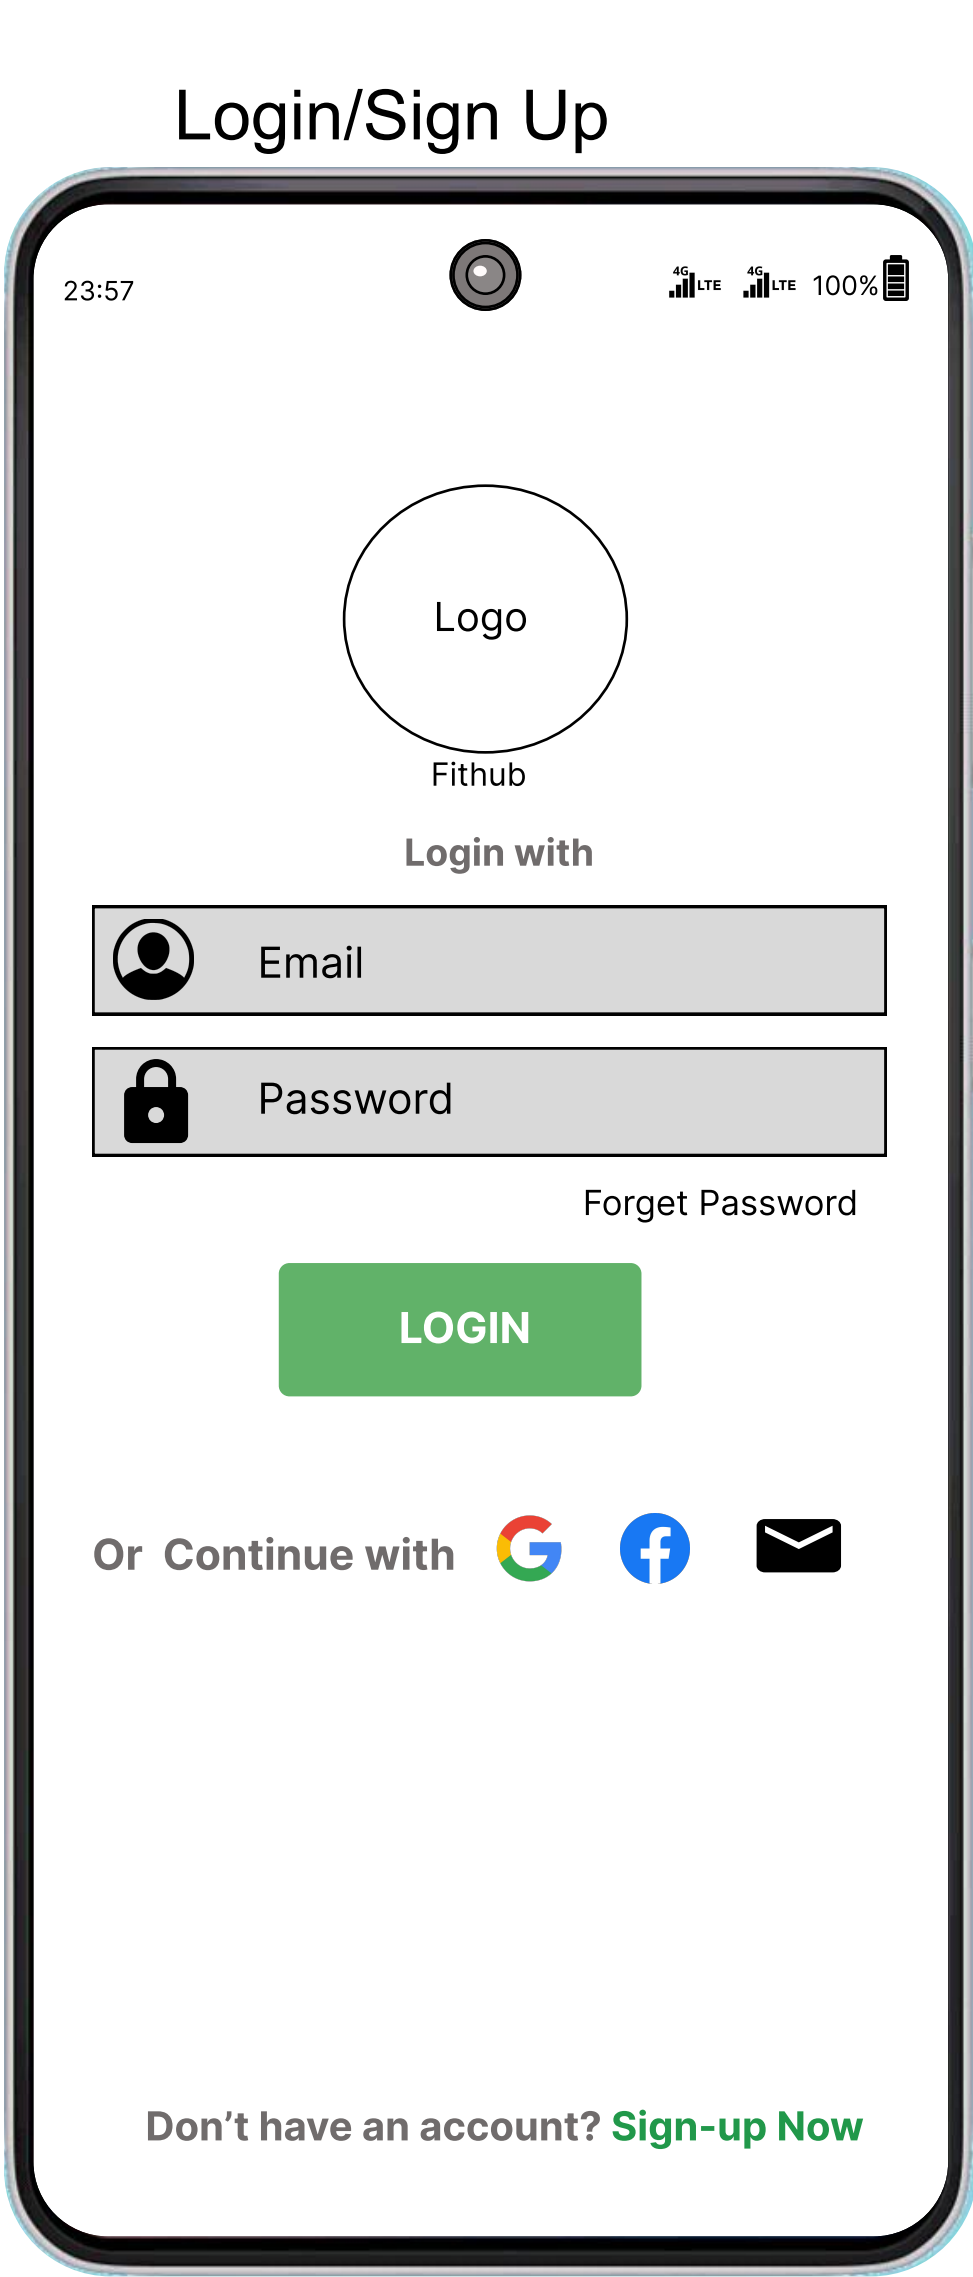 Login/Sign Up
23:57 4G LTE 4G LTE 100%
Logo
Fithub
Login with
Email
Password
Forget Password
LOGIN
Or Continue with
Don’t have an account? Sign-up Now